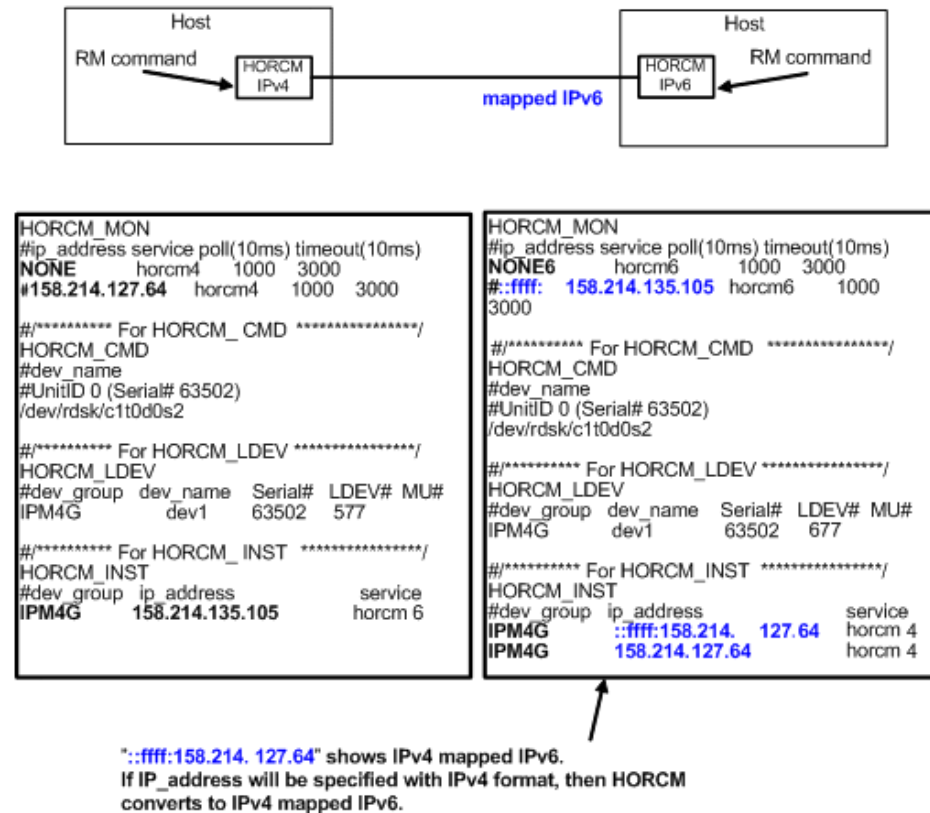 Host
RM command
HORCM
IPv4
mapped IPv6
Host
HORCM
IPv6
RM command
HORCM_MON
#ip_address service poll(10ms) timeout(10ms)
NONE horcm4 1000 3000
#158.214.127.64 horcm4 1000 3000
#/********** For HORCM_ CMD ****************/
HORCM_CMD
#dev_name
#UnitID 0 (Serial# 63502)
/dev/rdsk/c1t0d0s2
#/********** For HORCM_LDEV ****************/
HORCM_LDEV
#dev_group dev_name Serial# LDEV# MU#
IPM4G dev1 63502 577
#/********** For HORCM_ INST ****************/
HORCM_INST
#dev_group ip_address service
IPM4G 158.214.135.105 horcm 6
HORCM_MON
#ip_address service poll(10ms) timeout(10ms)
NONE6 horcm6 1000 3000
#::ffff: 158.214.135.105 horcm6 1000
3000
#/********** For HORCM_CMD ****************/
HORCM_CMD
#dev_name
#UnitID 0 (Serial# 63502)
/dev/rdsk/c1t0d0s2
#/********** For HORCM_LDEV ****************/
HORCM_LDEV
#dev_group dev_name Serial# LDEV# MU#
IPM4G dev1 63502 677
#/********** For HORCM_INST ****************/
HORCM_INST
#dev_group ip_address service
IPM4G ::ffff:158.214. 127.64 horcm 4
IPM4G 158.214.127.64 horcm 4
"::ffff:158.214. 127.64" shows IPv4 mapped IPv6.
If IP_address will be specified with IPv4 format, then HORCM
converts to IPv4 mapped IPv6.